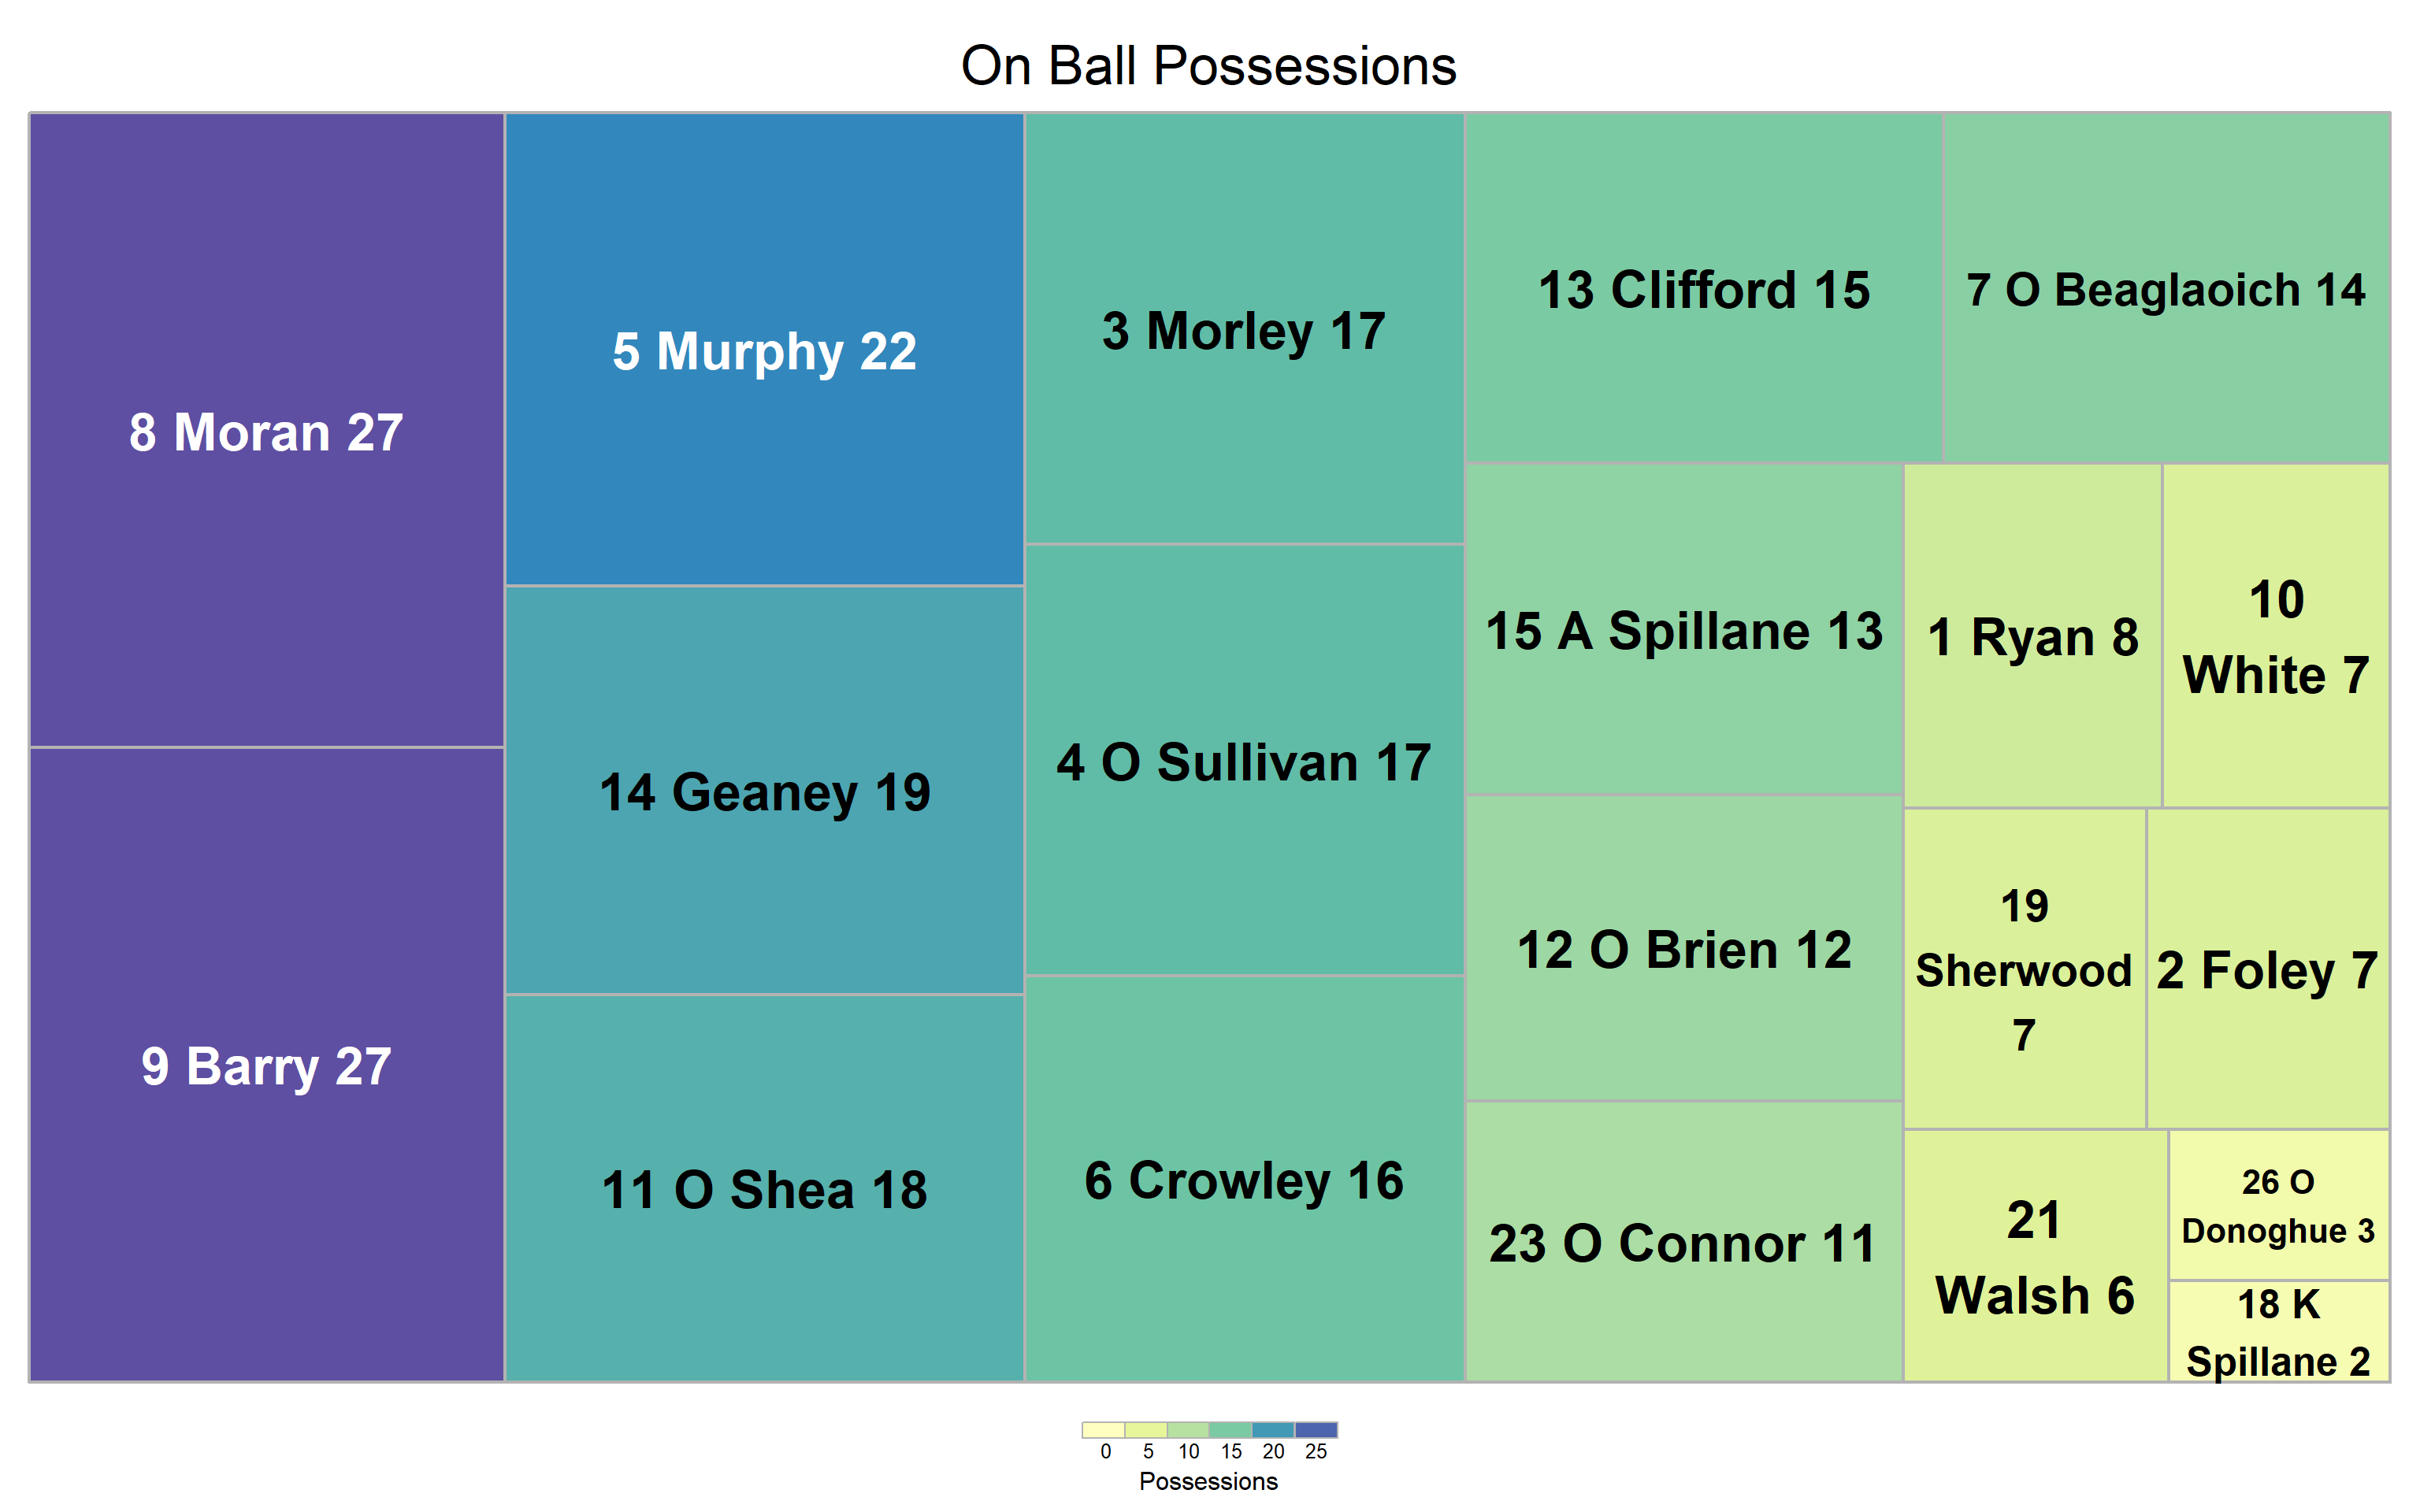 On Ball Possessions
8 Moran 27
9 Barry 27
5 Murphy 22
14 Geaney 19
11 O Shea 18
3 Morley 17
4 O Sullivan 17
6 Crowley 16
13 Clifford 15
7 O Beaglaoich 14
15 A Spillane 13
12 O Brien 12
23 O Connor 11
1 Ryan 8
10
White 7
19
Sherwood
7
2 Foley 7
21
Walsh 6
26 O
Donoghue 3
18 K
Spillane 2
0 5 10 15 20 25
Possessions